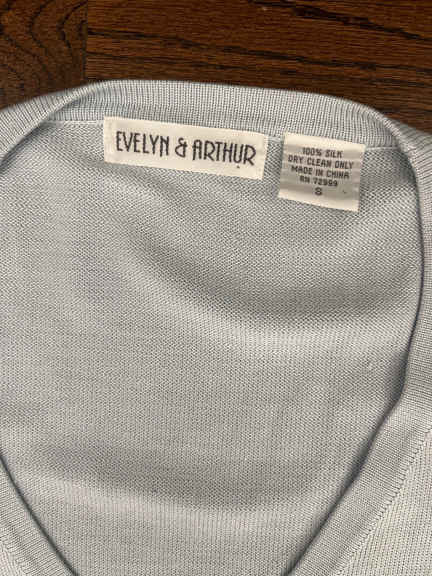 EVELYN & ARTHUR
100% SILK
DRY CLEAN ONLY
MADE IN CHINA
RN 72999
S